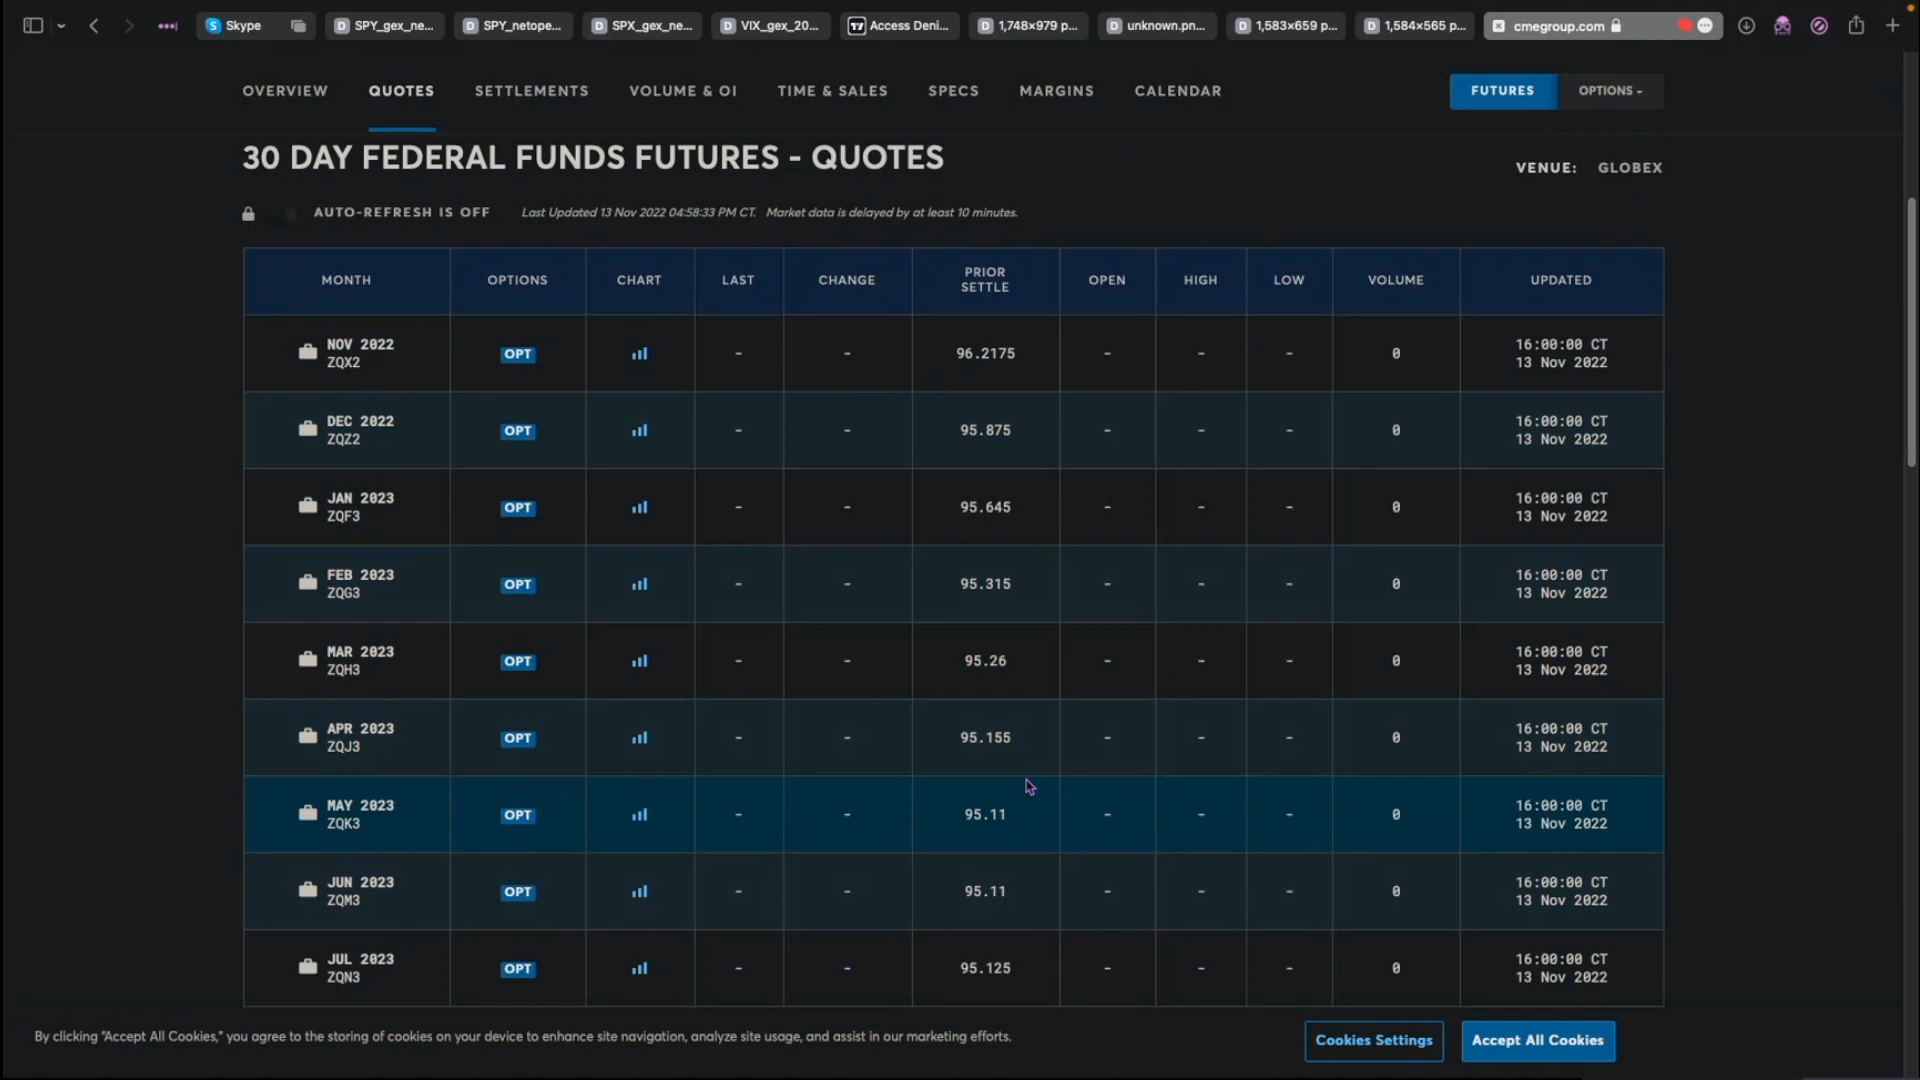 Skype
SPY_gex_ne...
SPY_netope...
SPX_gex_ne...
VIX_gex_20...
Access Deni...
1,748×979 p...
unknown.pn...
1,583×659 p...
1,584×565 p...
cmegroup.com
OVERVIEW QUOTES SETTLEMENTS VOLUME & OI TIME & SALES SPECS MARGINS CALENDAR FUTURES OPTIONS
30 DAY FEDERAL FUNDS FUTURES - QUOTES
VENUE: GLOBEX
AUTO-REFRESH IS OFF Last Updated 13 Nov 2022 04:58:33 PM CT. Market data is delayed by at least 10 minutes.
MONTH OPTIONS CHART LAST CHANGE PRIOR SETTLE OPEN HIGH LOW VOLUME UPDATED
NOV 2022 ZQX2 OPT - - 96.2175 - - - 0 16:00:00 CT 13 Nov 2022
DEC 2022 ZQZ2 OPT - - 95.875 - - - 0 16:00:00 CT 13 Nov 2022
JAN 2023 ZQF3 OPT - - 95.645 - - - 0 16:00:00 CT 13 Nov 2022
FEB 2023 ZQG3 OPT - - 95.315 - - - 0 16:00:00 CT 13 Nov 2022
MAR 2023 ZQH3 OPT - - 95.26 - - - 0 16:00:00 CT 13 Nov 2022
APR 2023 ZQJ3 OPT - - 95.155 - - - 0 16:00:00 CT 13 Nov 2022
MAY 2023 ZQK3 OPT - - 95.11 - - - 0 16:00:00 CT 13 Nov 2022
JUN 2023 ZQM3 OPT - - 95.11 - - - 0 16:00:00 CT 13 Nov 2022
JUL 2023 ZQN3 OPT - - 95.125 - - - 0 16:00:00 CT 13 Nov 2022
By clicking “Accept All Cookies,” you agree to the storing of cookies on your device to enhance site navigation, analyze site usage, and assist in our marketing efforts.
Cookies Settings
Accept All Cookies